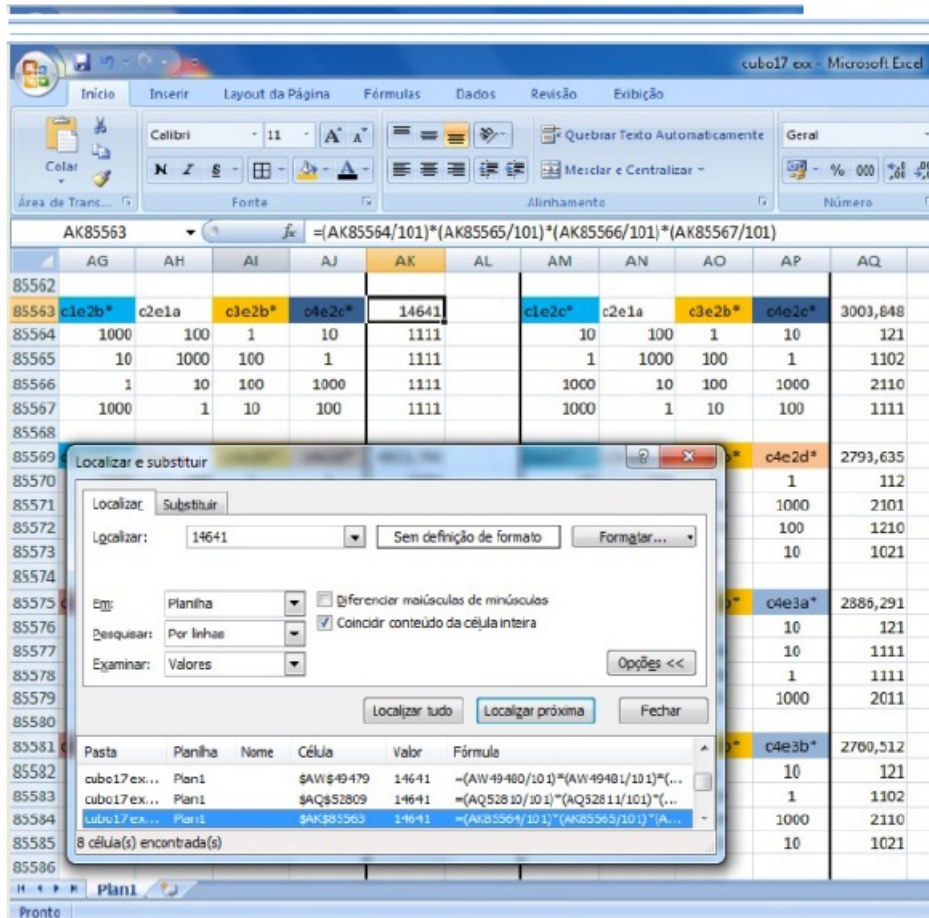 cubo17 exx - Microsoft Excel
Início Inserir Layout da Página Fórmulas Dados Revisão Exibição
Calibri 11 A A Quebrar Texto Automaticamente Geral
Colar N I S A Mesclar e Centralizar % 000
Área de Trans... Fonte Alinhamento Número
AK85563 fx =(AK85564/101)*(AK85565/101)*(AK85566/101)*(AK85567/101)
AG AH AI AJ AK AL AM AN AO AP AQ
85562
85563 c1e2b* c2e1a c3e2b* c4e2c* 14641 c1e2c* c2e1a c3e2b* c4e2c* 3003,848
85564 1000 100 1 10 1111 10 100 1 10 121
85565 10 1000 100 1 1111 1 1000 100 1 1102
85566 1 10 100 1000 1111 1000 10 100 1000 2110
85567 1000 1 10 100 1111 1000 1 10 100 1111
85568
85569 c4e2d* 2793,635
85570 1 112
85571 1000 2101
85572 100 1210
85573 10 1021
85574
85575 c4e3a* 2886,291
85576 10 121
85577 10 1111
85578 1 1111
85579 1000 2011
85580
85581 c4e3b* 2760,512
85582 10 121
85583 1 1102
85584 1000 2110
85585 10 1021
85586
Localizar e substituir
Localizar Substituir
Localizar: 14641 Sem definição de formato Formatar...
Em: Planilha Diferenciar maiúsculas de minúsculas
Pesquisar: Por linhas Coincidir conteúdo da célula inteira
Examinar: Valores Opções <<
Localizar tudo Localizar próxima Fechar
Pasta Planilha Nome Célula Valor Fórmula
cubo17ex... Plan1 $AW$49479 14641 =(AW49480/101)*(AW49481/101)*(...
cubo17ex... Plan1 $AQ$52809 14641 =(AQ52810/101)*(AQ52811/101)*(...
cubo17ex... Plan1 $AK$85563 14641 =(AK85564/101)*(AK85565/101)*(A...
8 célula(s) encontrada(s)
Plan1
Pronto